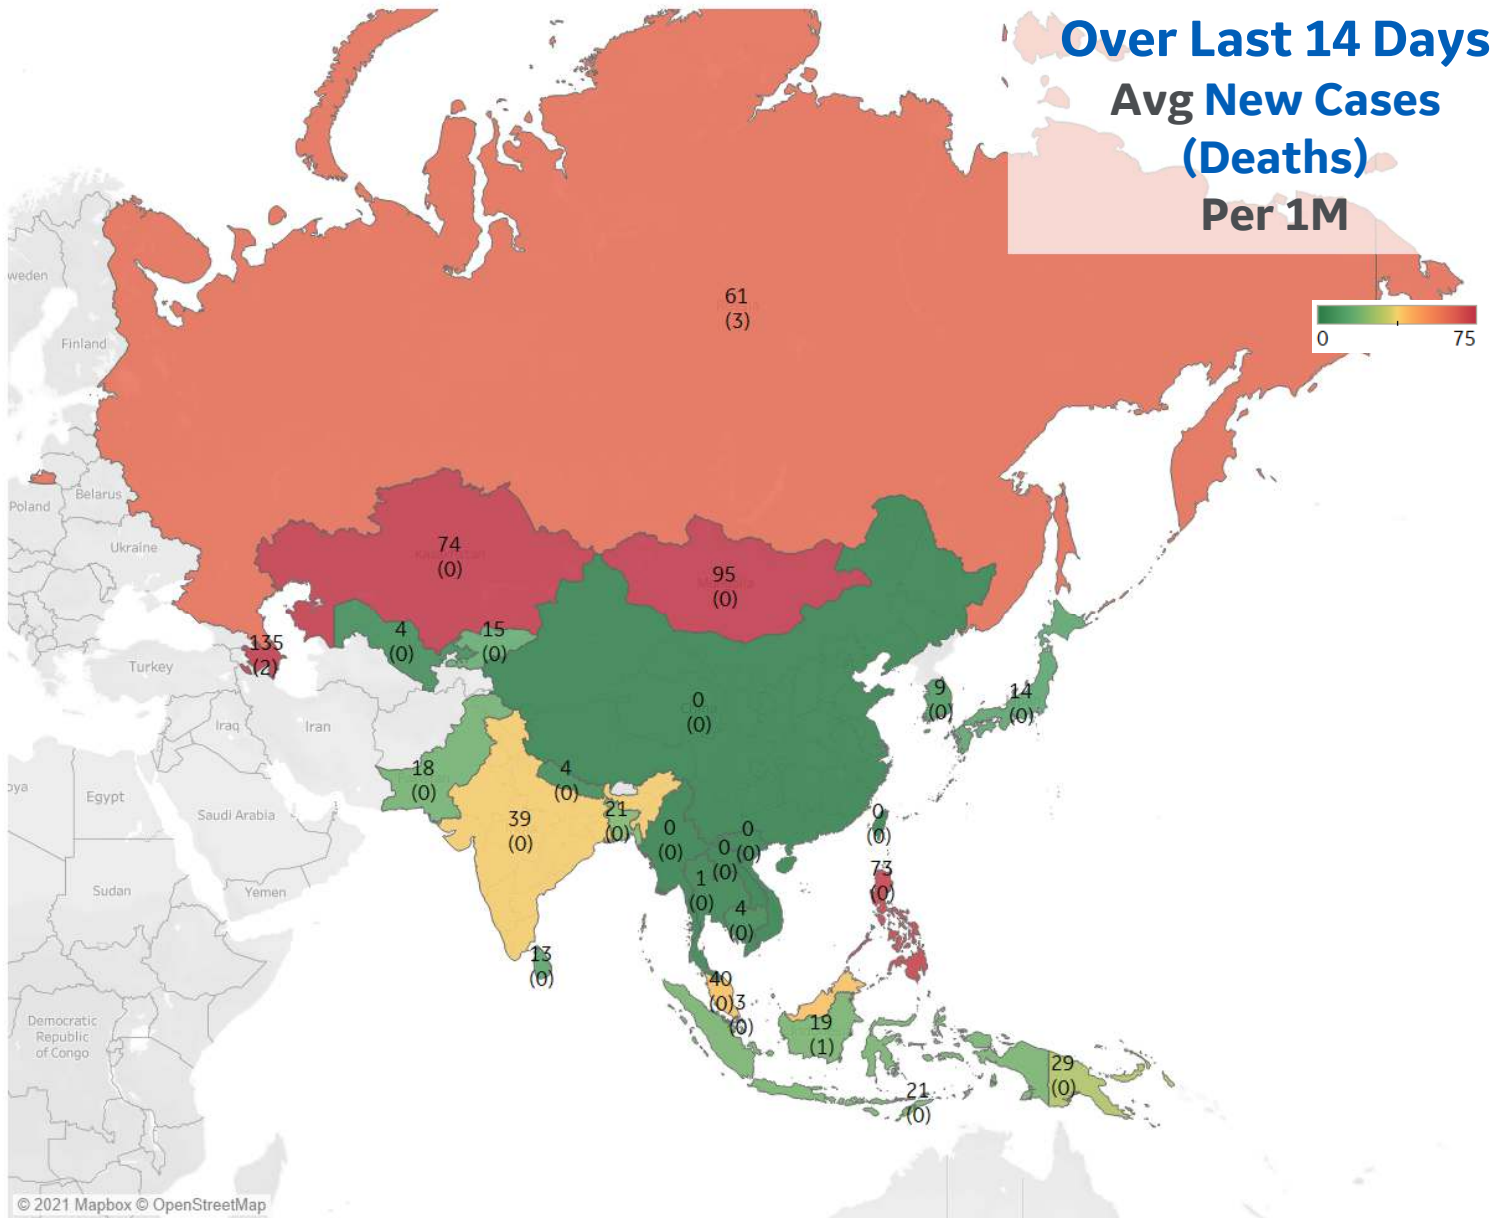 Over Last 14 Days
Avg New Cases
(Deaths)
Per 1M
0 75
61
(3)
weden
Finland
Poland
Belarus
Ukraine
74
(0)
95
(0)
135
(2)
4
(0)
15
(0)
Turkey
Iraq
Iran
0
(0)
9
(0)
14
(0)
18
(0)
4
(0)
39
(0)
21
(0)
0
(0)
0
(0)
0
(0)
0
(0)
1
(0)
4
(0)
73
(0)
13
(0)
40
(0)
3
(0)
19
(1)
29
(0)
21
(0)
oya
Egypt
Saudi Arabia
Sudan
Yemen
Democratic
Republic
of Congo
© 2021 Mapbox © OpenStreetMap